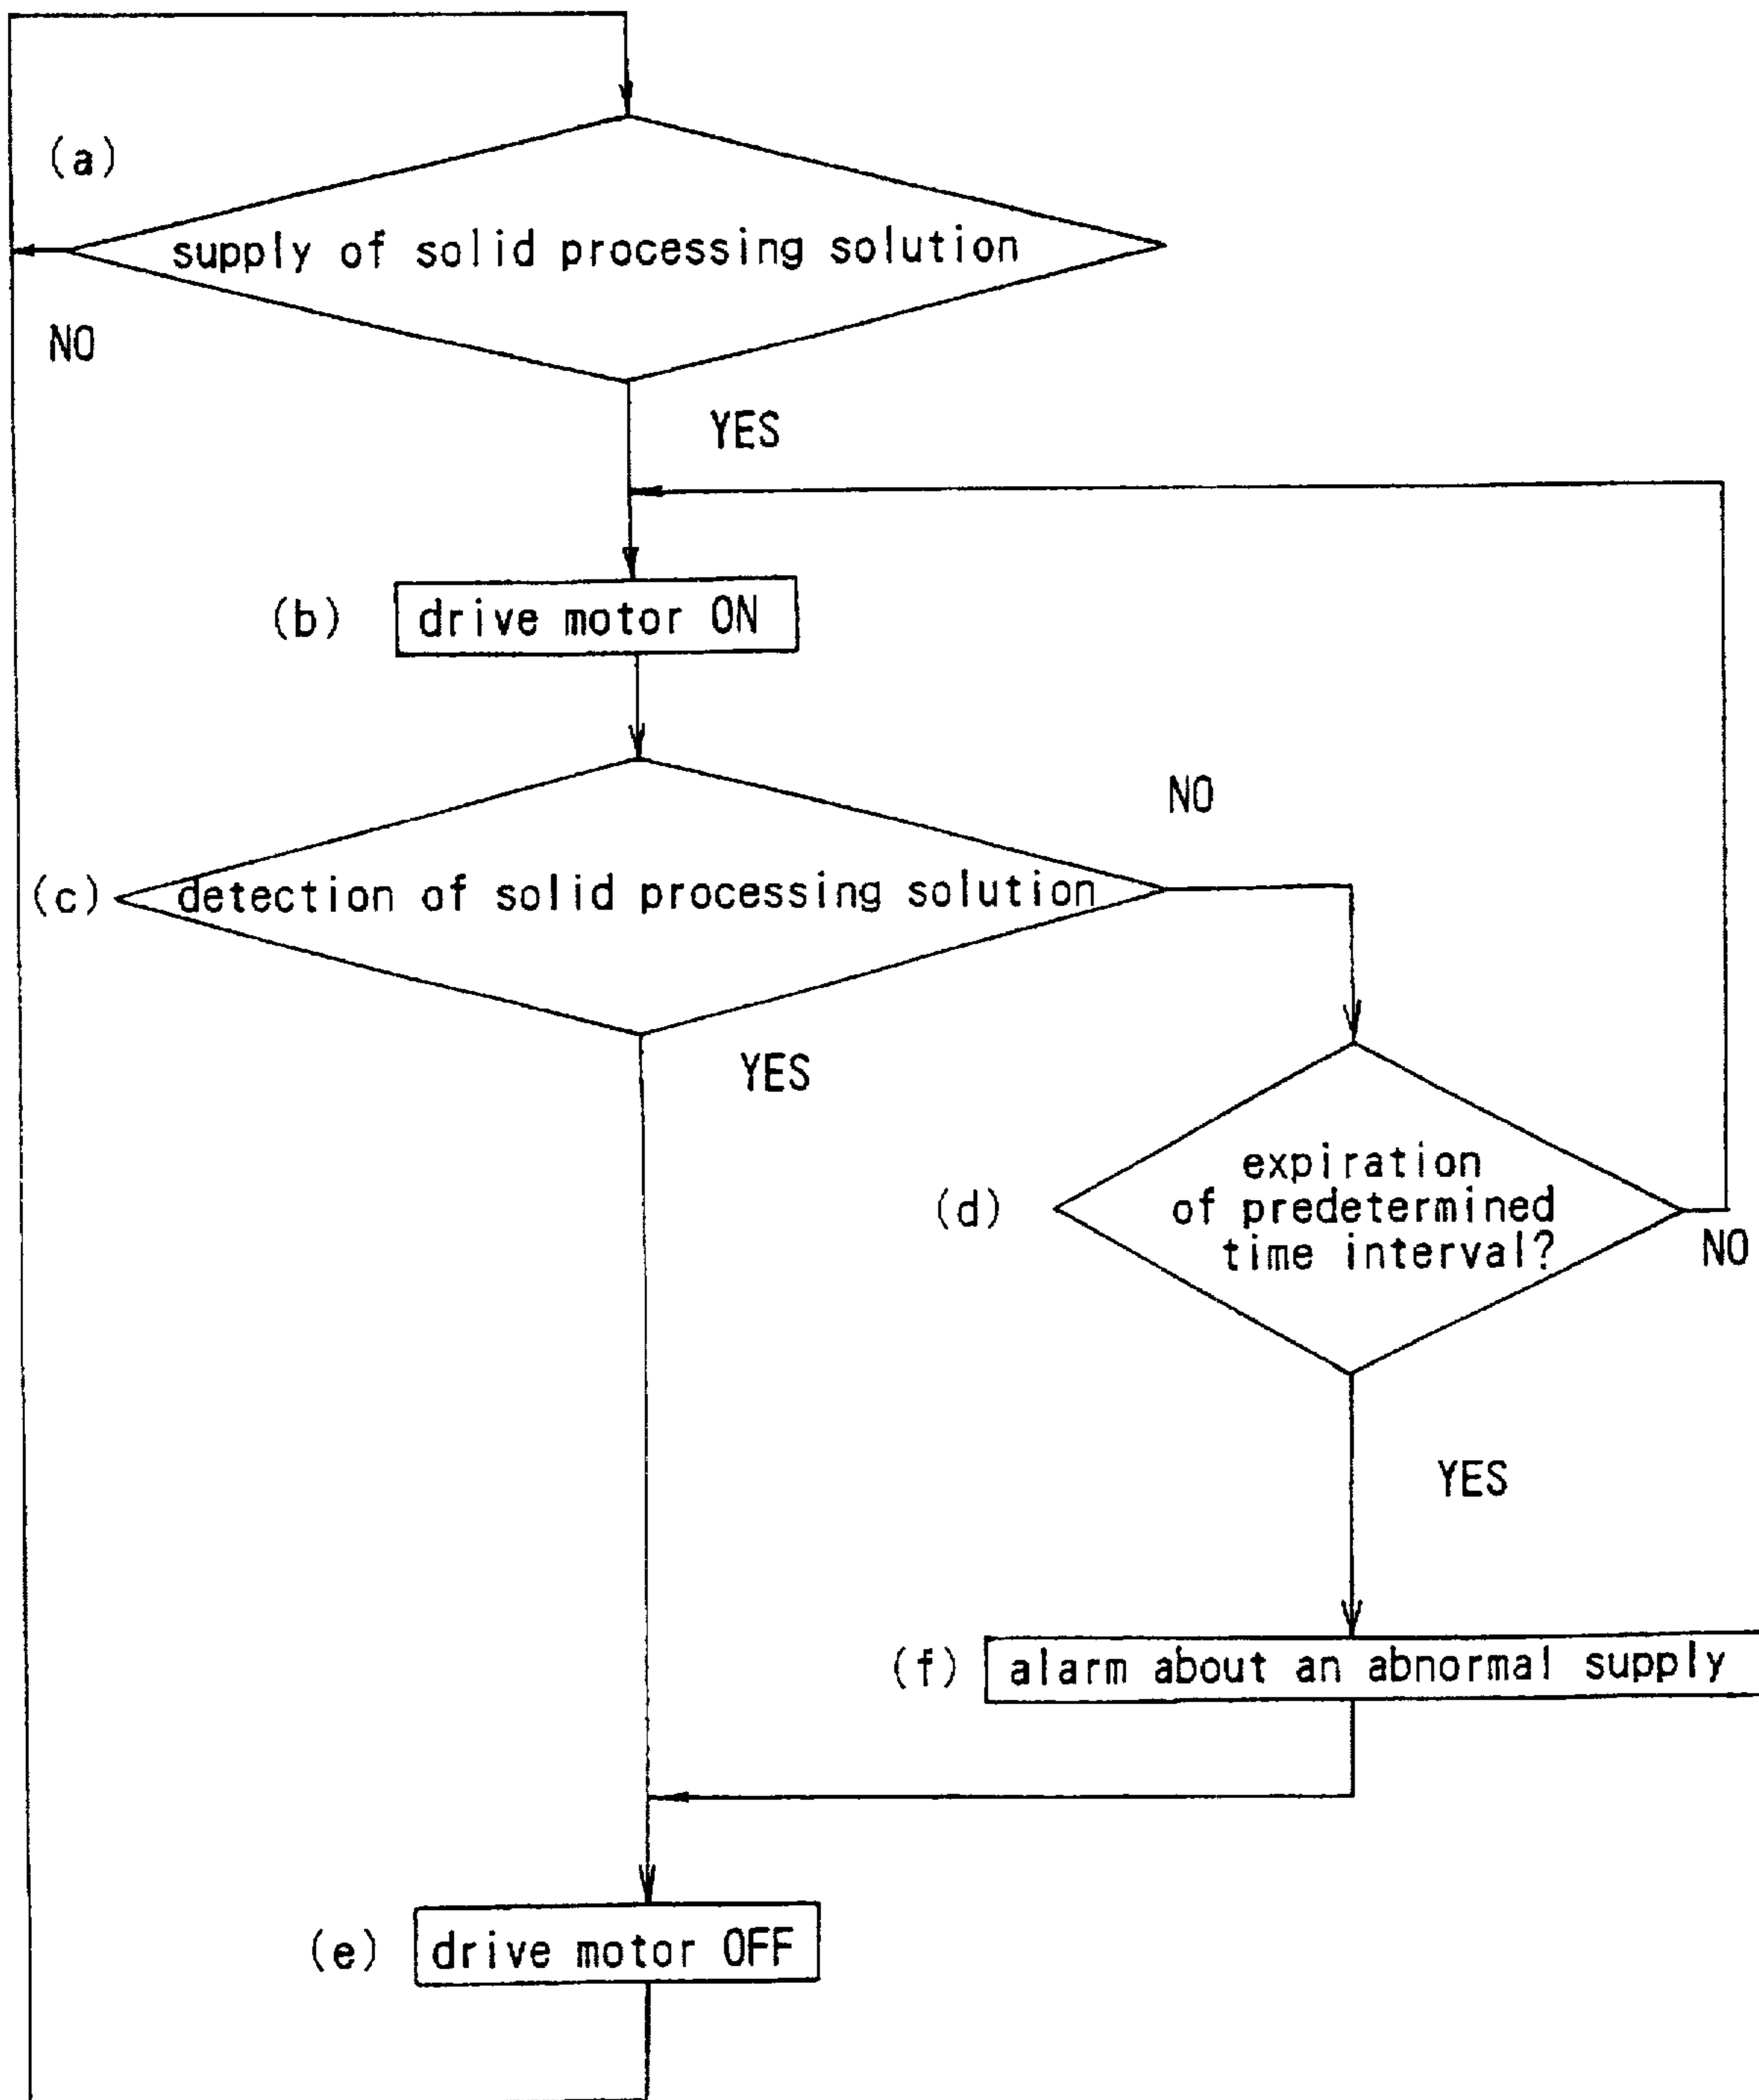 (a)
supply of solid processing solution
NO
YES
(b)
drive motor ON
NO
(c)
detection of solid processing solution
YES
expiration
(d)
of predetermined
time interval?
NO
YES
(f)
alarm about an abnormal supply
(e)
drive motor OFF